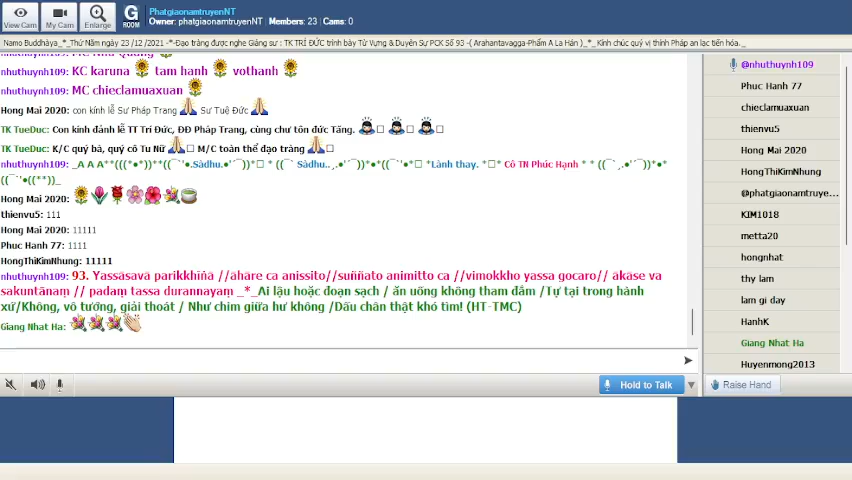 View Cam
My Cam
Enlarge
G
ROOM
PhatgiaonamtruyenNT
Owner: phatgiaonamtruyenNT Members: 23 | Cams: 0
Namo Buddhàya_*_Thứ Năm ngày 23 /12 /2021 -*-Đạo tràng được nghe Giảng sư : TK TRÍ ĐỨC trình bày Từ Vựng & Duyên Sự PCK Số 93 -( Arahantavagga-Phẩm A La Hán )_*_Kính chúc quý vị thính Pháp an lạc tiến hóa._
nhuthuynh109: KC karuna tam hanh vothanh
nhuthuynh109: MC chieclamuaxuan
Hong Mai 2020: con kính lễ Sư Pháp Trang Sư Tuệ Đức
TK TueDuc: Con kính đảnh lễ TT Trí Đức, ĐĐ Pháp Trang, cùng chư tôn đức Tăng.
TK TueDuc: K/C quý bà, quý cô Tu Nữ M/C toàn thể đạo tràng
nhuthuynh109: _A A A**(((*•*))**((¯`'•.Sàdhu.•'´¯))*•*□ * ((¯` Sàdhu.. ,.•'´¯))*•*•((¯`'•*□ *Lành thay. *□* Cô TN Phúc Hạnh * * ((¯` ,.•'´¯))*•*
((¯`'•●((**))_
Hong Mai 2020:
thienvu5: 111
Hong Mai 2020: 11111
Phuc Hanh 77: 1111
HongThiKimNhung: 11111
nhuthuynh109: 93. Yassāsavā parikkhīṇā //āhāre ca anissito//suññato animitto ca //vimokkho yassa gocaro// ākāse va
sakuntānaṃ // padaṃ tassa durannayaṃ _*_Ai lậu hoặc đoạn sạch / ăn uống không tham đắm /Tự tại trong hành
xứ/Không, vô tướng, giải thoát / Như chim giữa hư không /Dấu chân thật khó tìm! (HT-TMC)
Giang Nhat Ha:
Hold to Talk
@nhuthuynh109
Phuc Hanh 77
chieclamuaxuan
thienvu5
Hong Mai 2020
HongThiKimNhung
@phatgiaonamtruye...
KIM1018
metta20
hongnhat
thy lam
lam gi day
HanhK
Giang Nhat Ha
Huyenmong2013
Raise Hand